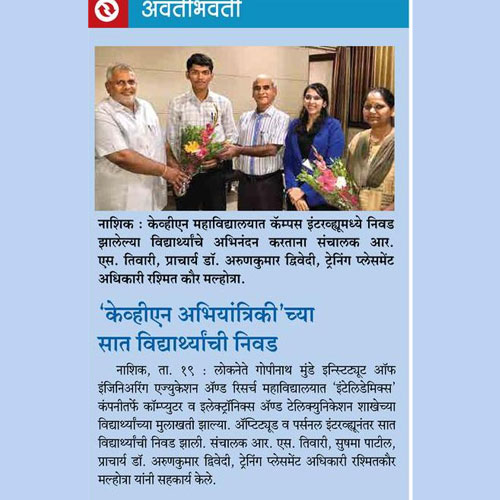 अवतीभवती
नाशिक : केव्हीएन महाविद्यालयात कॅम्पस इंटरव्ह्यूमध्ये निवड
झालेल्या विद्यार्थ्यांचे अभिनंदन करताना संचालक आर.
एस. तिवारी, प्राचार्य डॉ. अरुणकुमार द्विवेदी, ट्रेनिंग प्लेसमेंट
अधिकारी रश्मित कौर मल्होत्रा.
‘केव्हीएन अभियांत्रिकी’च्या
सात विद्यार्थ्यांची निवड
नाशिक, ता. १९ : लोकनेते गोपीनाथ मुंडे इन्स्टिट्यूट ऑफ
इंजिनिअरिंग एज्युकेशन अ‍ॅण्ड रिसर्च महाविद्यालयात ‘इंटेलिडेमिक्स’
कंपनीतर्फे कॉम्प्युटर व इलेक्ट्रॉनिक्स अ‍ॅण्ड टेलिक्युनिकेशन शाखेच्या
विद्यार्थ्यांच्या मुलाखती झाल्या. अ‍ॅप्टिट्यूड व पर्सनल इंटरव्ह्यूनंतर सात
विद्यार्थ्यांची निवड झाली. संचालक आर. एस. तिवारी, सुषमा पाटील,
प्राचार्य डॉ. अरुणकुमार द्विवेदी, ट्रेनिंग प्लेसमेंट अधिकारी रश्मितकौर
मल्होत्रा यांनी सहकार्य केले.